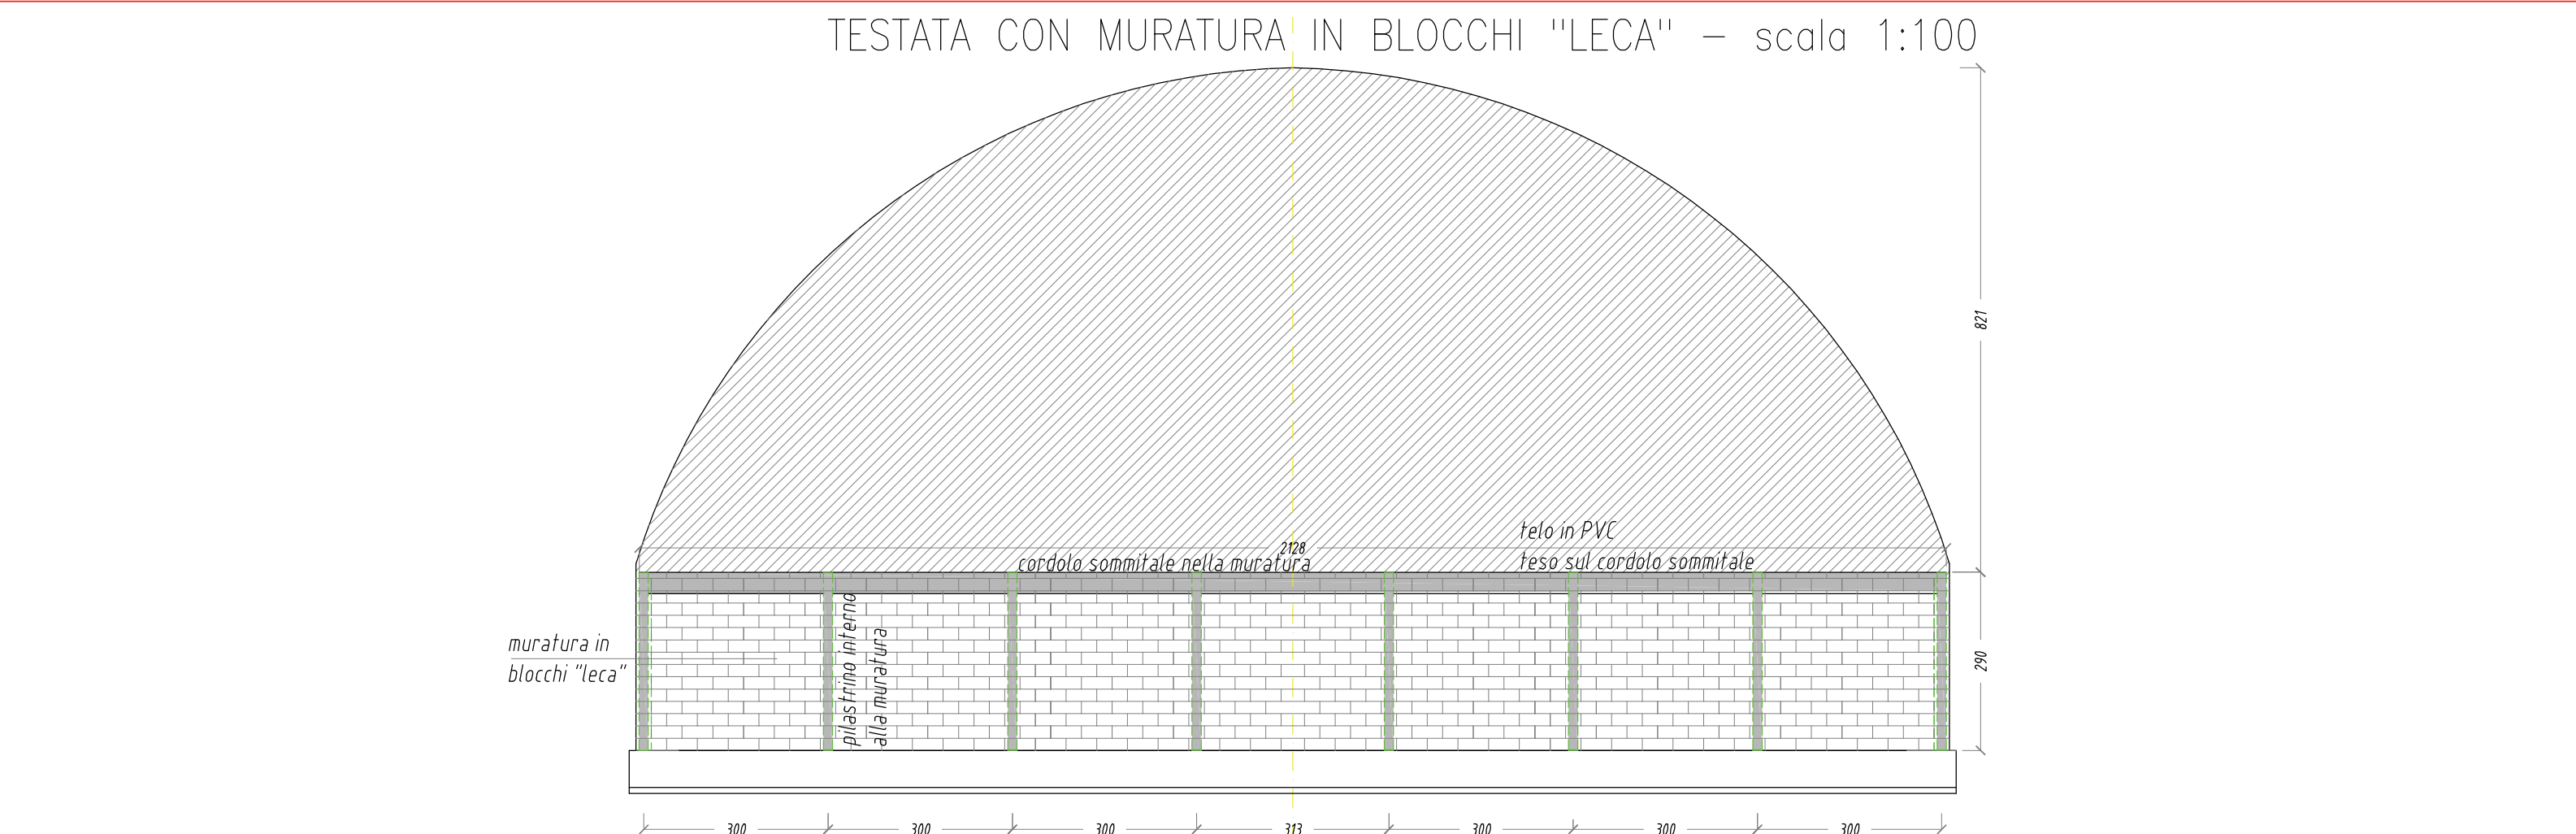 TESTATA CON MURATURA IN BLOCCHI "LECA" – scala 1:100
821
telo in PVC
2128
cordolo sommitale nella muratura
teso sul cordolo sommitale
pilastrino interno
alla muratura
muratura in
blocchi "leca"
290
300 300 300 313 300 300 300